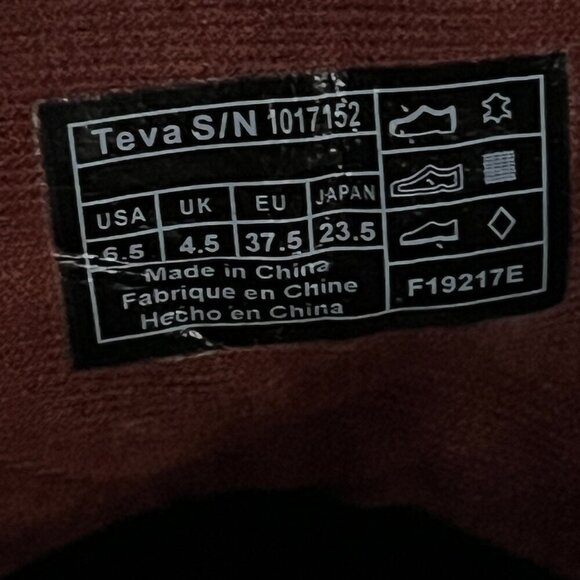 Teva S/N 1017152
USA UK EU JAPAN
6.5 4.5 37.5 23.5
Made in China
Fabrique en Chine
Hecho en China
F19217E